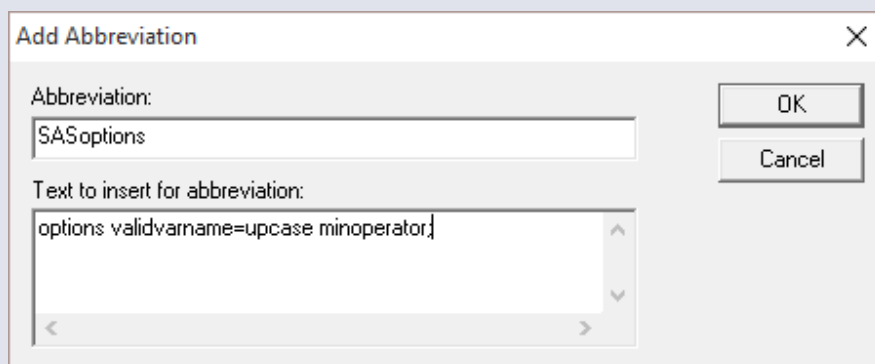 Add Abbreviation
Abbreviation:
OK
SASoptions
Cancel
Text to insert for abbreviation:
options validvarname=upcase minoperator;